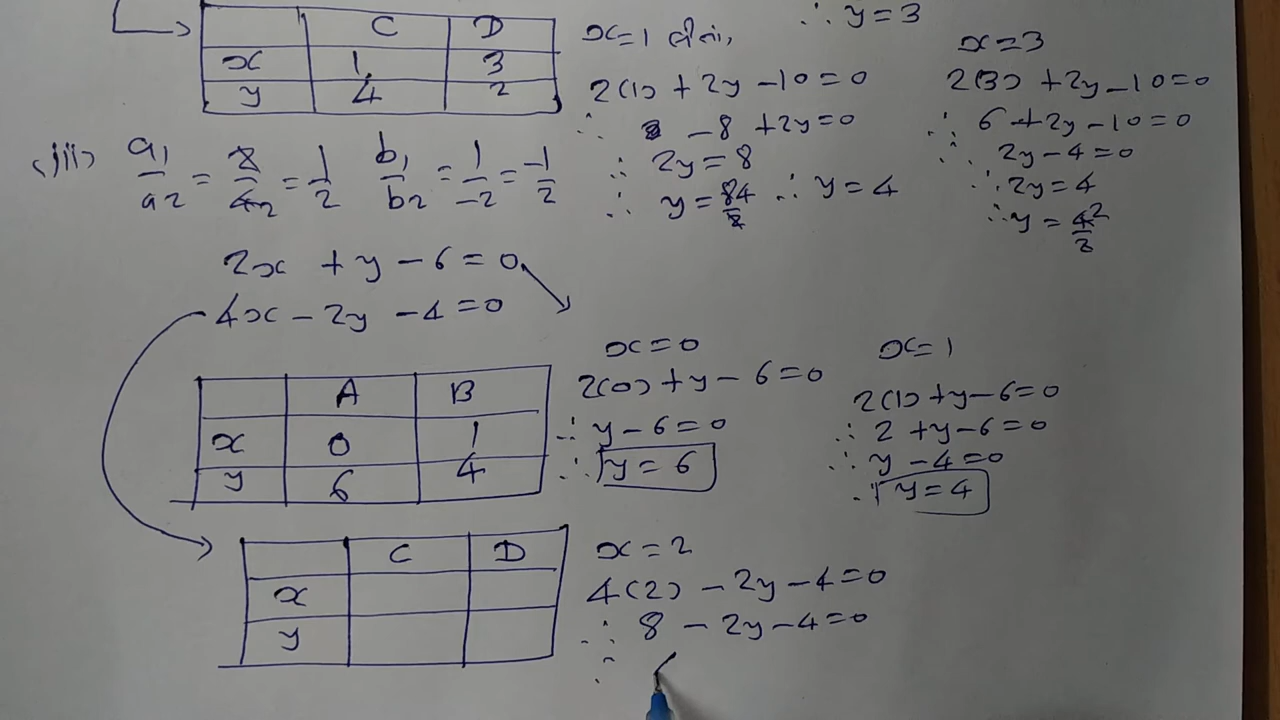 C D
x 1 3
y 4 2
∴ y = 3
x = 1 લેતાં,
2(1) + 2y - 10 = 0
∴ - 8 + 2y = 0
∴ 2y = 8
∴ y = 84/2 ∴ y = 4
x = 3
2(3) + 2y - 10 = 0
∴ 6 + 2y - 10 = 0
∴ 2y - 4 = 0
∴ 2y = 4
∴ y = 4²/2
(iii) a1/a2 = 2/4 2 = 1/2 b1/b2 = 1/-2 = -1/2
2x + y - 6 = 0
4x - 2y - 4 = 0
A B
x 0 1
y 6 4
x = 0
2(0) + y - 6 = 0
∴ y - 6 = 0
∴ y = 6
x = 1
2(1) + y - 6 = 0
∴ 2 + y - 6 = 0
∴ y - 4 = 0
∴ y = 4
C D
x
y
x = 2
4(2) - 2y - 4 = 0
∴ 8 - 2y - 4 = 0
∴